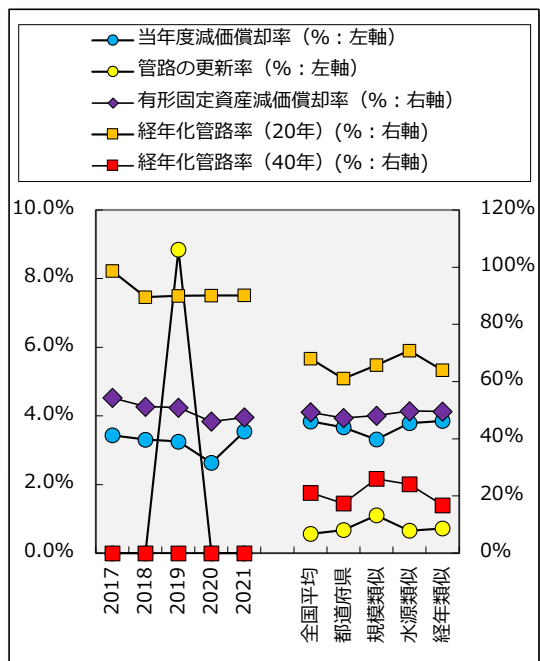 当年度減価償却率（%：左軸）
管路の更新率（%：左軸）
有形固定資産減価償却率（%：右軸）
経年化管路率（20年）(%：右軸)
経年化管路率（40年）(%：右軸)
10.0%
8.0%
6.0%
4.0%
2.0%
0.0%
120%
100%
80%
60%
40%
20%
0%
2017
2018
2019
2020
2021
全国平均
都道府県
規模類似
水源類似
経年類似